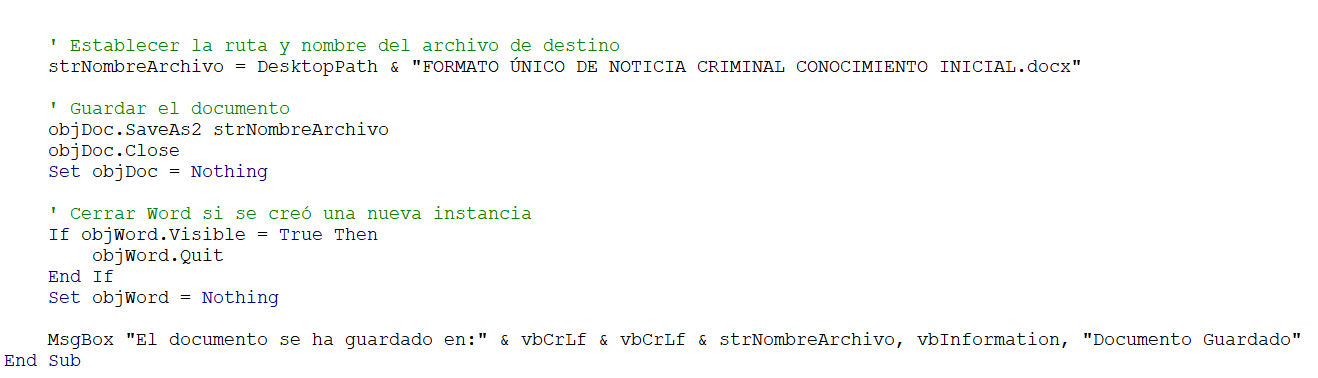 ' Establecer la ruta y nombre del archivo de destino
strNombreArchivo = DesktopPath & "FORMATO ÚNICO DE NOTICIA CRIMINAL CONOCIMIENTO INICIAL.docx"
' Guardar el documento
objDoc.SaveAs2 strNombreArchivo
objDoc.Close
Set objDoc = Nothing
' Cerrar Word si se creó una nueva instancia
If objWord.Visible = True Then
objWord.Quit
End If
Set objWord = Nothing
MsgBox "El documento se ha guardado en:" & vbCrLf & vbCrLf & strNombreArchivo, vbInformation, "Documento Guardado"
End Sub